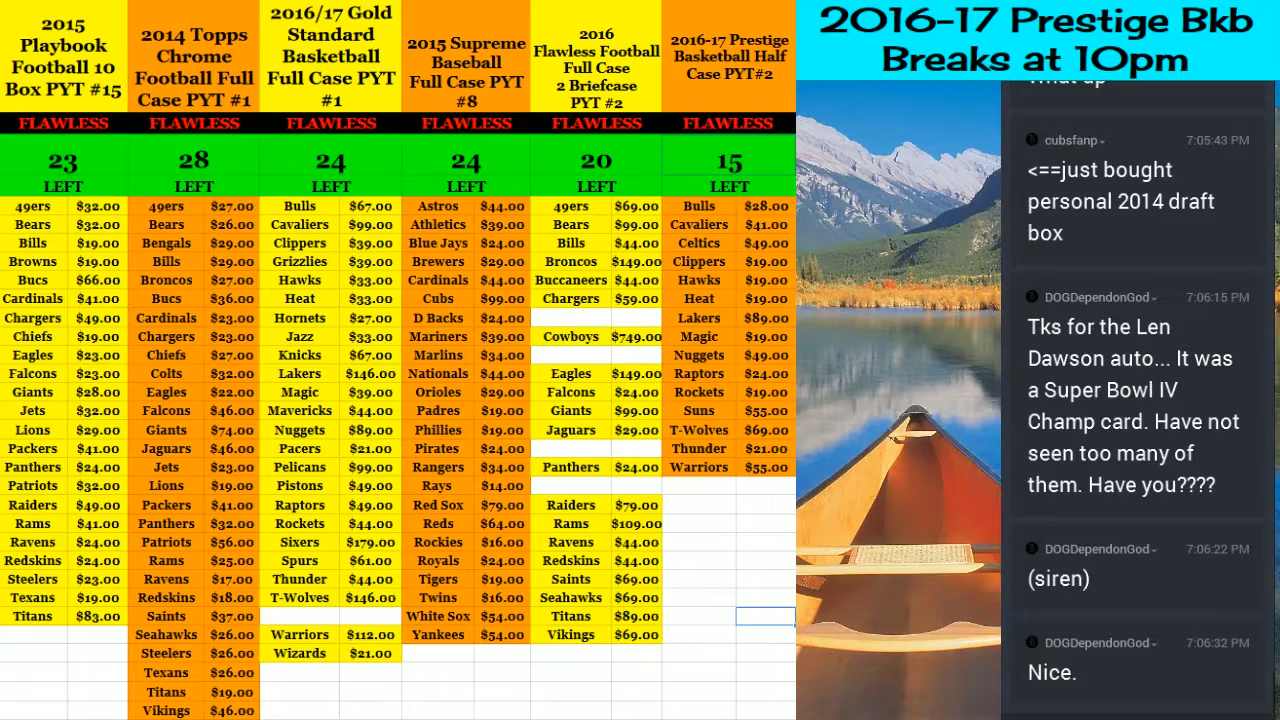 2015
Playbook
Football 10
Box PYT #15
FLAWLESS
23
LEFT
49ers $32.00
Bears $32.00
Bills $19.00
Browns $19.00
Bucs $66.00
Cardinals $41.00
Chargers $49.00
Chiefs $19.00
Eagles $23.00
Falcons $23.00
Giants $28.00
Jets $32.00
Lions $29.00
Packers $41.00
Panthers $24.00
Patriots $32.00
Raiders $49.00
Rams $41.00
Ravens $24.00
Redskins $24.00
Steelers $23.00
Texans $19.00
Titans $83.00
2014 Topps
Chrome
Football Full
Case PYT #1
FLAWLESS
28
LEFT
49ers $27.00
Bears $26.00
Bengals $29.00
Bills $29.00
Broncos $27.00
Bucs $36.00
Cardinals $23.00
Chargers $23.00
Chiefs $27.00
Colts $32.00
Eagles $22.00
Falcons $46.00
Giants $74.00
Jaguars $46.00
Jets $23.00
Lions $19.00
Packers $41.00
Panthers $32.00
Patriots $56.00
Rams $25.00
Ravens $17.00
Redskins $18.00
Saints $37.00
Seahawks $26.00
Steelers $26.00
Texans $26.00
Titans $19.00
Vikings $46.00
2016/17 Gold
Standard
Basketball
Full Case PYT
#1
FLAWLESS
24
LEFT
Bulls $67.00
Cavaliers $99.00
Clippers $39.00
Grizzlies $39.00
Hawks $33.00
Heat $33.00
Hornets $27.00
Jazz $33.00
Knicks $67.00
Lakers $146.00
Magic $39.00
Mavericks $44.00
Nuggets $89.00
Pacers $21.00
Pelicans $99.00
Pistons $49.00
Raptors $49.00
Rockets $44.00
Sixers $179.00
Spurs $61.00
Thunder $44.00
T-Wolves $146.00
Warriors $112.00
Wizards $21.00
2015 Supreme
Baseball
Full Case PYT
#8
FLAWLESS
24
LEFT
Astros $44.00
Athletics $39.00
Blue Jays $24.00
Brewers $29.00
Cardinals $44.00
Cubs $99.00
D Backs $24.00
Mariners $39.00
Marlins $34.00
Nationals $44.00
Orioles $29.00
Padres $19.00
Phillies $19.00
Pirates $24.00
Rangers $34.00
Rays $14.00
Red Sox $79.00
Reds $64.00
Rockies $16.00
Royals $24.00
Tigers $19.00
Twins $16.00
White Sox $54.00
Yankees $54.00
2016
Flawless Football
Full Case
2 Briefcase
PYT #2
FLAWLESS
20
LEFT
49ers $69.00
Bears $99.00
Bills $44.00
Broncos $149.00
Buccaneers $44.00
Chargers $59.00
Cowboys $749.00
Eagles $149.00
Falcons $24.00
Giants $99.00
Jaguars $29.00
Panthers $24.00
Raiders $79.00
Rams $109.00
Ravens $44.00
Redskins $44.00
Saints $69.00
Seahawks $69.00
Titans $89.00
Vikings $69.00
2016-17 Prestige
Basketball Half
Case PYT#2
FLAWLESS
15
LEFT
Bulls $28.00
Cavaliers $41.00
Celtics $49.00
Clippers $19.00
Hawks $19.00
Heat $19.00
Lakers $89.00
Magic $19.00
Nuggets $49.00
Raptors $24.00
Rockets $19.00
Suns $55.00
T-Wolves $69.00
Thunder $21.00
Warriors $55.00
2016-17 Prestige Bkb
Breaks at 10pm
What up
cubsfanp 7:05:43 PM
<==just bought
personal 2014 draft
box
DOGDependonGod 7:06:15 PM
Tks for the Len
Dawson auto... It was
a Super Bowl IV
Champ card. Have not
seen too many of
them. Have you????
DOGDependonGod 7:06:22 PM
(siren)
DOGDependonGod 7:06:32 PM
Nice.